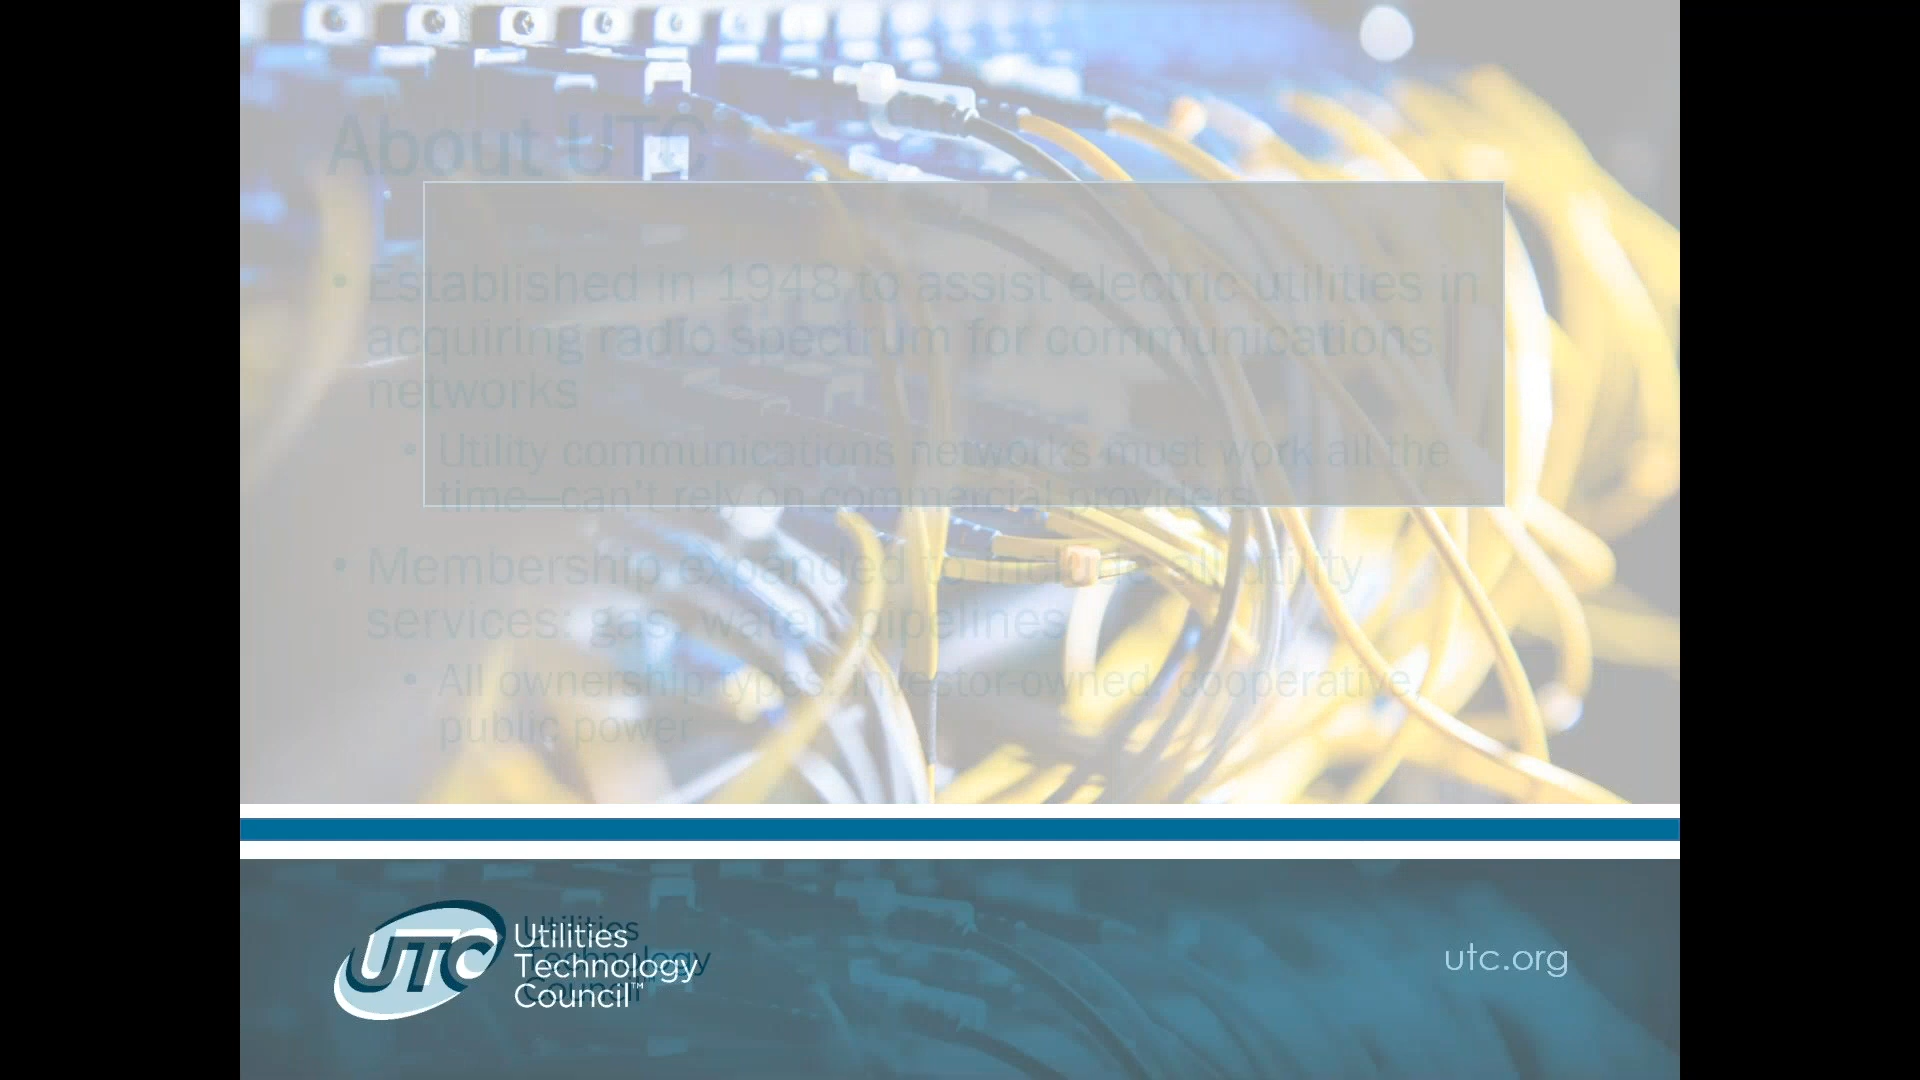 About UTC
• Established in 1948 to assist electric utilities in
acquiring radio spectrum for communications
networks
• Utility communications networks must work all the
time—can't rely on commercial providers
• Membership expanded to include all utility
services: gas, water, pipelines
• All ownership types: investor-owned, cooperative,
public power
UTC
Utilities
Technology
Council™
utc.org